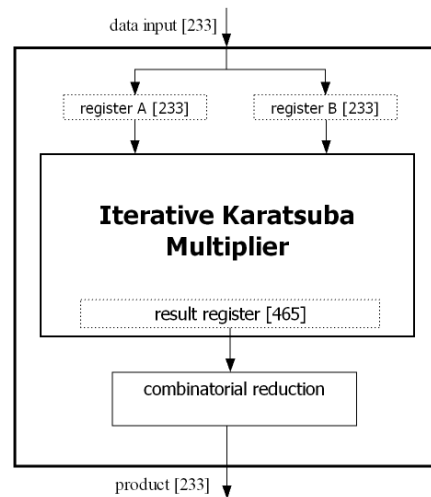 data input [233]
register A [233]
register B [233]
Iterative Karatsuba
Multiplier
result register [465]
combinatorial reduction
product [233]